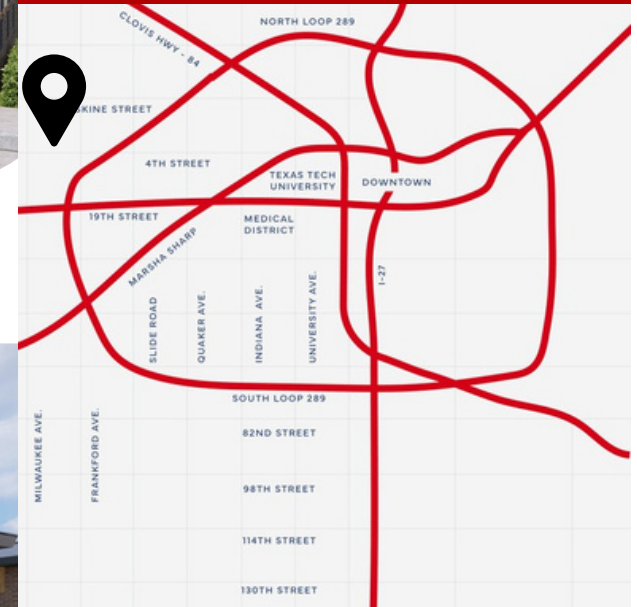 NORTH LOOP 289
CLOVIS HWY - 84
SKINE STREET
4TH STREET
TEXAS TECH
UNIVERSITY
DOWNTOWN
19TH STREET
MEDICAL
DISTRICT
MARSHA SHARP
I-27
SLIDE ROAD
QUAKER AVE.
INDIANA AVE.
UNIVERSITY AVE.
SOUTH LOOP 289
MILWAUKEE AVE.
FRANKFORD AVE.
82ND STREET
98TH STREET
114TH STREET
130TH STREET